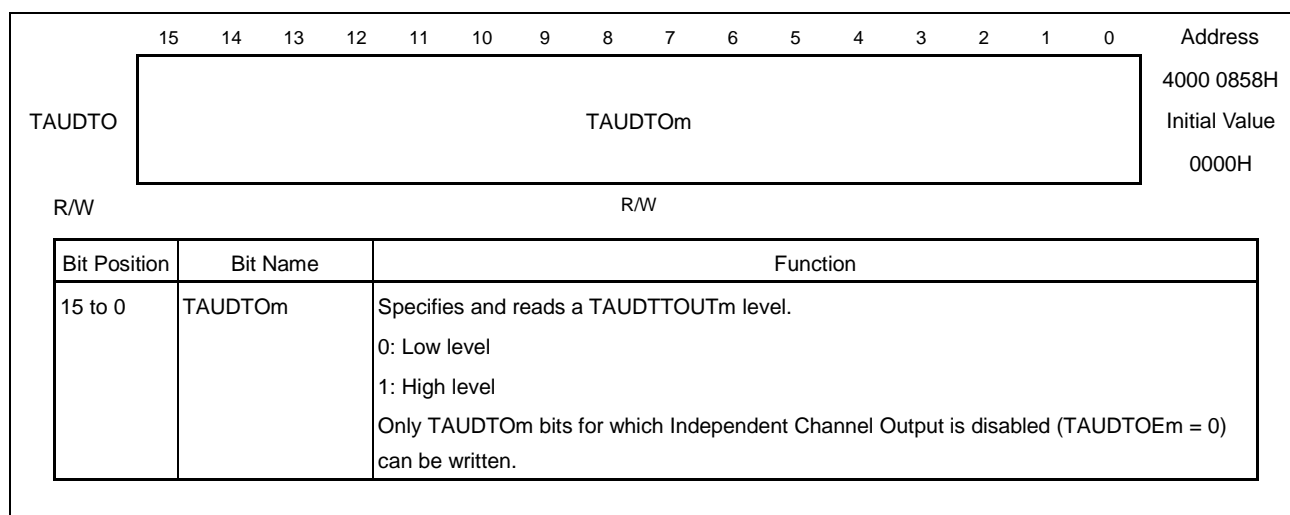 15 14 13 12 11 10 9 8 7 6 5 4 3 2 1 0 Address
4000 0858H
TAUDTO TAUDTOm Initial Value
0000H
R/W R/W
Bit Position Bit Name Function
15 to 0 TAUDTOm Specifies and reads a TAUDTTOUTm level.
0: Low level
1: High level
Only TAUDTOm bits for which Independent Channel Output is disabled (TAUDTOEm = 0)
can be written.